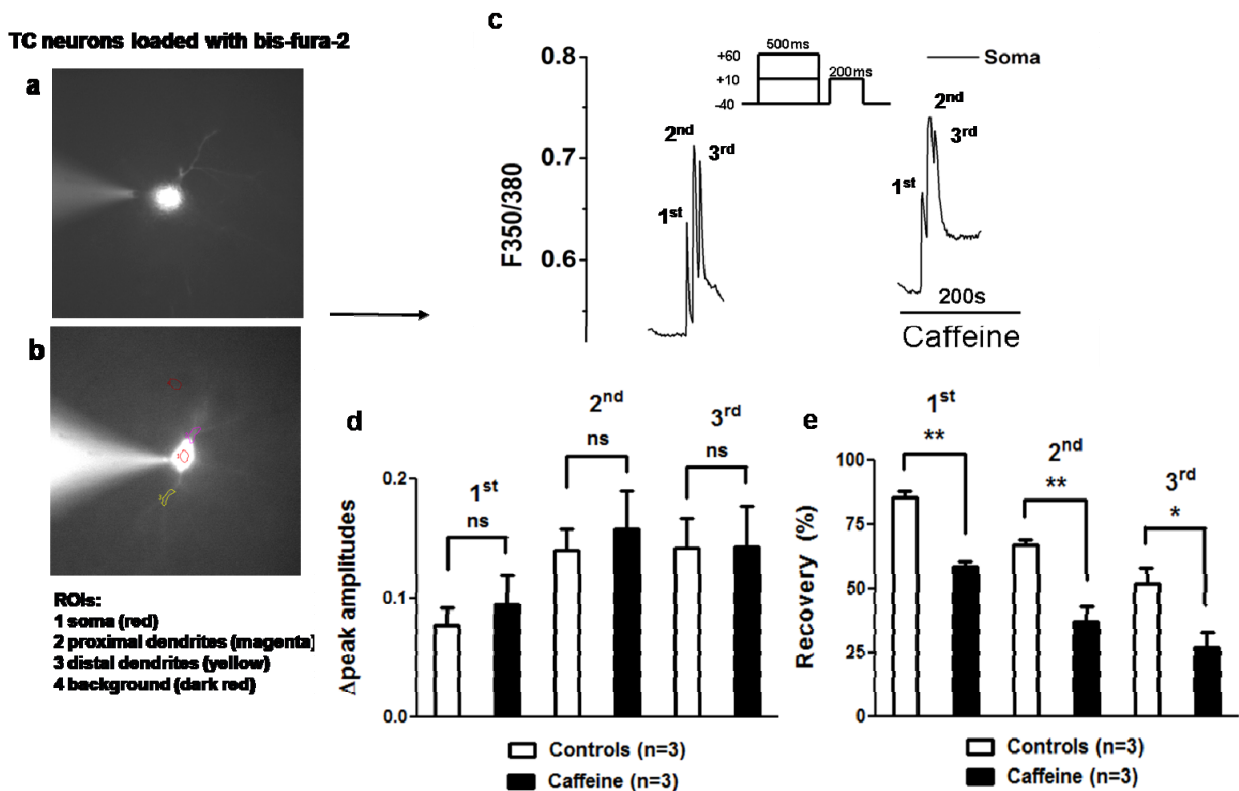 TC neurons loaded with bis-fura-2
a
b
ROIs:
1 soma (red)
2 proximal dendrites (magenta)
3 distal dendrites (yellow)
4 background (dark red)
c
F350/380
0.8
0.7
0.6
+60
+10
-40
500ms
200ms
Soma
1st
2nd
3rd
1st
2nd
3rd
200s
Caffeine
d
Δpeak amplitudes
0.2
0.1
0.0
1st
ns
2nd
ns
3rd
ns
Controls (n=3)
Caffeine (n=3)
e
Recovery (%)
100
75
50
25
0
1st
**
2nd
**
3rd
*
Controls (n=3)
Caffeine (n=3)